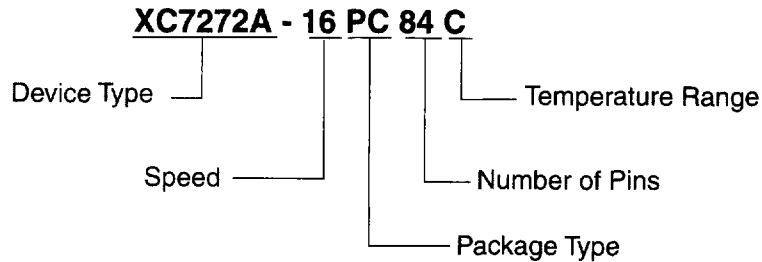 XC7272A - 16 PC 84 C
Device Type
Temperature Range
Speed
Number of Pins
Package Type